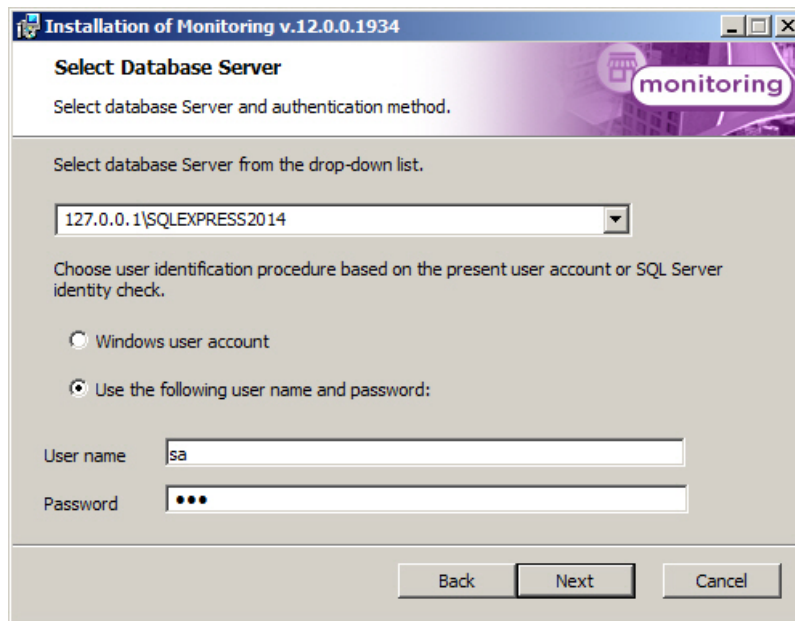 Installation of Monitoring v.12.0.0.1934
Select Database Server
Select database Server and authentication method.
monitoring
Select database Server from the drop-down list.
127.0.0.1\SQLEXPRESS2014
Choose user identification procedure based on the present user account or SQL Server
identity check.
Windows user account
Use the following user name and password:
User name
sa
Password
●●●
Back
Next
Cancel